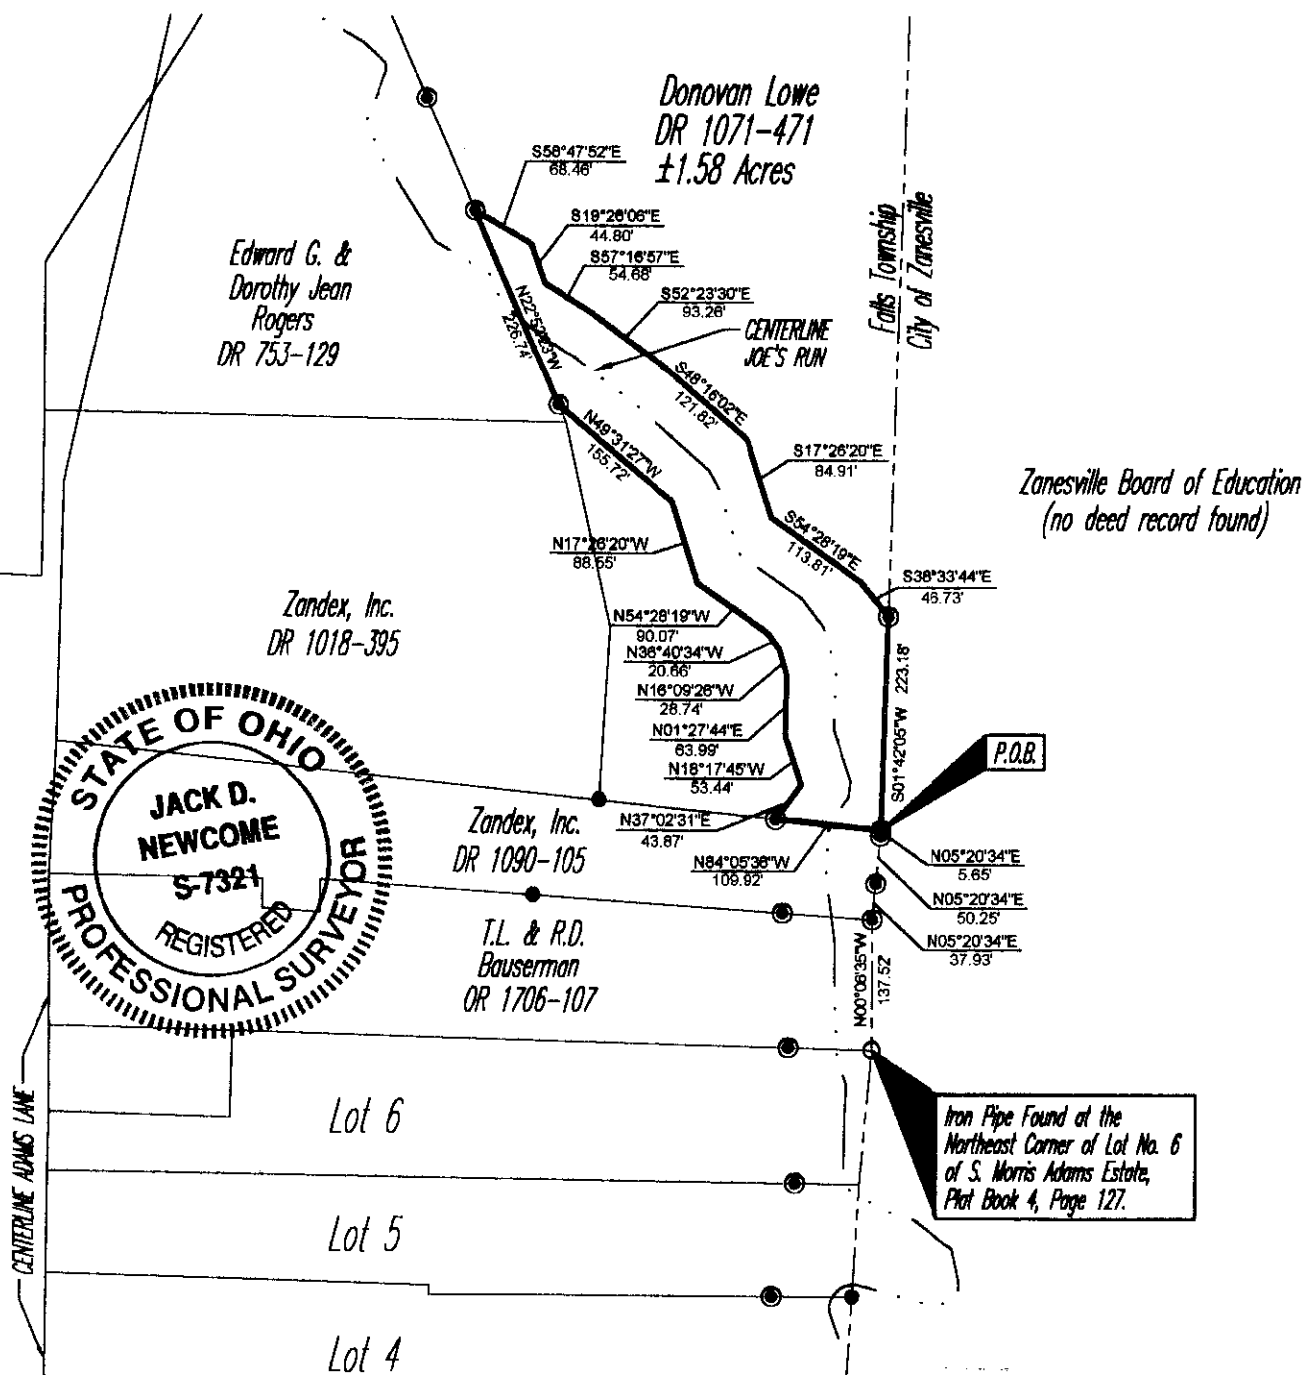 Donovan Lowe
DR 1071-471
±1.58 Acres
S58°47'52"E
68.46'
S19°26'06"E
44.80'
S57°16'57"E
54.68'
S52°23'30"E
93.26'
CENTERLINE
JOE'S RUN
Falls Township
City of Zanesville
Edward G. &
Dorothy Jean
Rogers
DR 753-129
N22°52'23"W
226.74'
S48°16'02"E
121.82'
N49°31'27"W
155.72'
S17°26'20"E
84.91'
Zanesville Board of Education
(no deed record found)
S54°28'19"E
113.81'
N17°26'20"W
88.55'
S38°33'44"E
46.73'
Zandex, Inc.
DR 1018-395
N54°28'19"W
90.07'
N36°40'34"W
20.66'
N16°09'26"W
28.74'
N01°27'44"E
63.99'
N18°17'45"W
53.44'
S01°42'05"W 223.18'
P.O.B.
STATE OF OHIO
JACK D.
NEWCOME
S-7321
REGISTERED
PROFESSIONAL SURVEYOR
Zandex, Inc.
DR 1090-105
N37°02'31"E
43.87'
N84°05'36"W
109.92'
N05°20'34"E
5.65'
N05°20'34"E
50.25'
N05°20'34"E
37.93'
T.L. & R.D.
Bauserman
OR 1706-107
N00°06'35"W
137.52
CENTERLINE ADAMS LANE
Lot 6
Iron Pipe Found at the
Northeast Corner of Lot No. 6
of S. Morris Adams Estate,
Plat Book 4, Page 127.
Lot 5
Lot 4